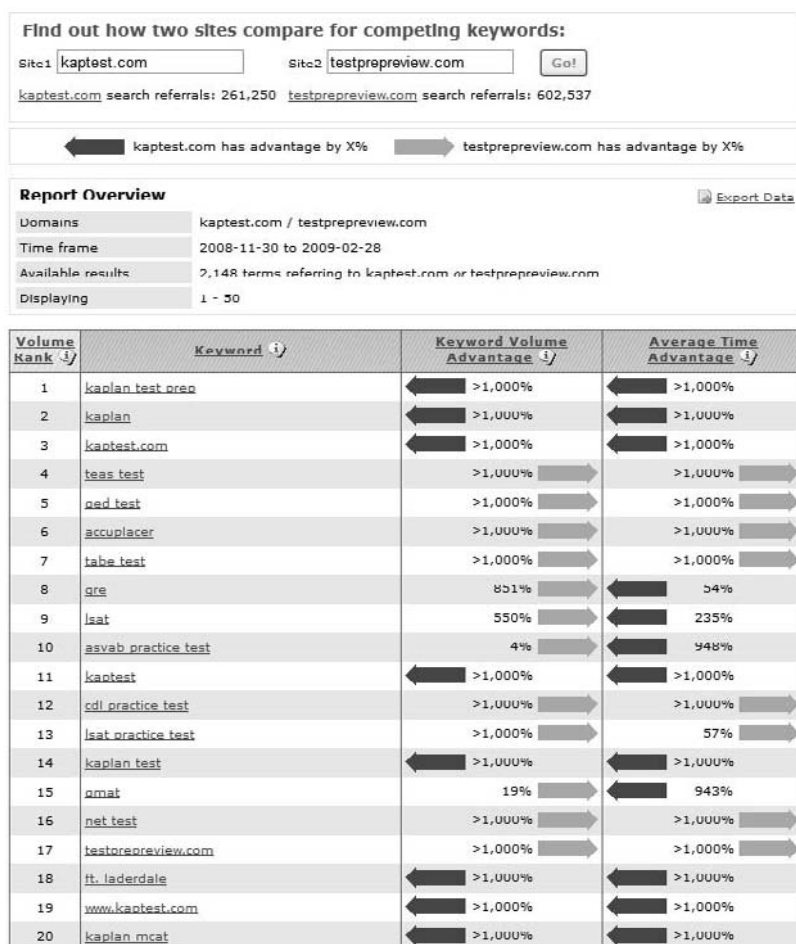 Find out how two sites compare for competing keywords:
Site1 kaptest.com Site2 testprepreview.com Go!
kaptest.com search referrals: 261,250 testprepreview.com search referrals: 602,537
kaptest.com has advantage by X% testprepreview.com has advantage by X%
Report Overview Export Data
Domains kaptest.com / testprepreview.com
Time frame 2008-11-30 to 2009-02-28
Available results 2,148 terms referring to kaptest.com or testprepreview.com
Displaying 1 - 50
Volume Rank Keyword Keyword Volume Advantage Average Time Advantage
1 kaplan test prep >1,000% >1,000%
2 kaplan >1,000% >1,000%
3 kaptest.com >1,000% >1,000%
4 teas test >1,000% >1,000%
5 ged test >1,000% >1,000%
6 accuplacer >1,000% >1,000%
7 tabe test >1,000% >1,000%
8 gre 851% 54%
9 lsat 550% 235%
10 asvab practice test 4% 948%
11 kaptest >1,000% >1,000%
12 cdl practice test >1,000% >1,000%
13 lsat practice test >1,000% 57%
14 kaplan test >1,000% >1,000%
15 gmat 19% 943%
16 net test >1,000% >1,000%
17 testprepreview.com >1,000% >1,000%
18 ft. laderdale >1,000% >1,000%
19 www.kaptest.com >1,000% >1,000%
20 kaplan mcat >1,000% >1,000%